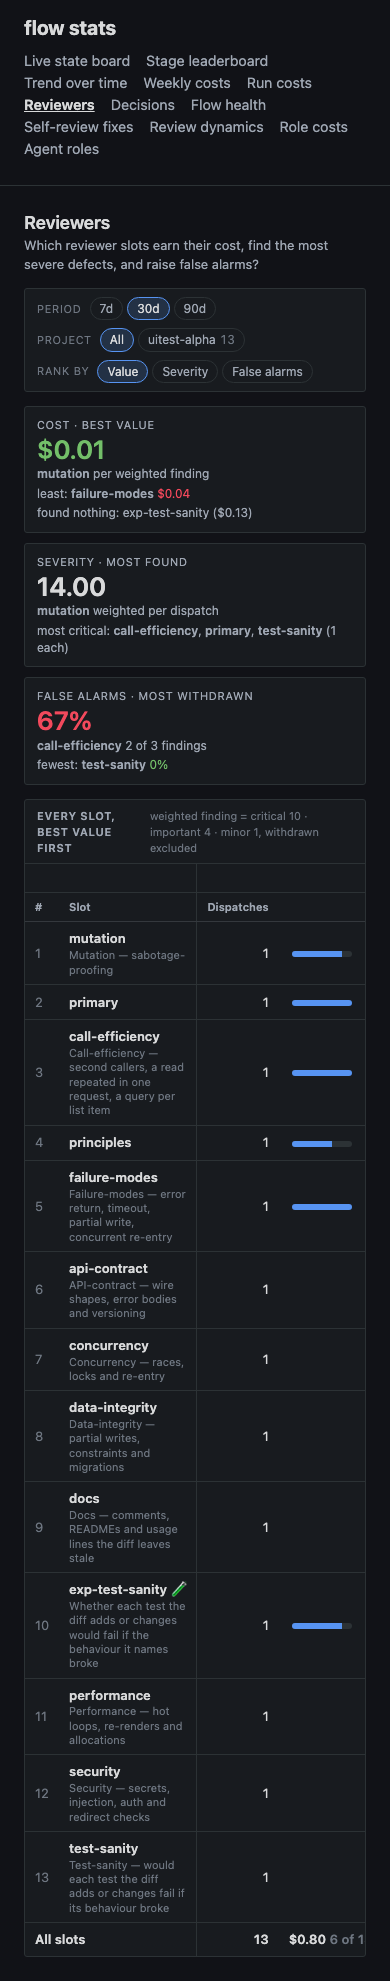 flow stats
Live state board Stage leaderboard
Trend over time Weekly costs Run costs
Reviewers Decisions Flow health
Self-review fixes Review dynamics Role costs
Agent roles
Reviewers
Which reviewer slots earn their cost, find the most
severe defects, and raise false alarms?
PERIOD 7d 30d 90d
PROJECT All uitest-alpha 13
RANK BY Value Severity False alarms
COST · BEST VALUE
$0.01
mutation per weighted finding
least: failure-modes $0.04
found nothing: exp-test-sanity ($0.13)
SEVERITY · MOST FOUND
14.00
mutation weighted per dispatch
most critical: call-efficiency, primary, test-sanity (1
each)
FALSE ALARMS · MOST WITHDRAWN
67%
call-efficiency 2 of 3 findings
fewest: test-sanity 0%
EVERY SLOT,
BEST VALUE
FIRST
weighted finding = critical 10 ·
important 4 · minor 1, withdrawn
excluded
# Slot Dispatches
1 mutation 1
Mutation — sabotage-
proofing
2 primary 1
3 call-efficiency 1
Call-efficiency —
second callers, a read
repeated in one
request, a query per
list item
4 principles 1
5 failure-modes 1
Failure-modes — error
return, timeout,
partial write,
concurrent re-entry
6 api-contract 1
API-contract — wire
shapes, error bodies
and versioning
7 concurrency 1
Concurrency — races,
locks and re-entry
8 data-integrity 1
Data-integrity —
partial writes,
constraints and
migrations
9 docs 1
Docs — comments,
READMEs and usage
lines the diff leaves
stale
10 exp-test-sanity 1
Whether each test the
diff adds or changes
would fail if the
behaviour it names
broke
11 performance 1
Performance — hot
loops, re-renders and
allocations
12 security 1
Security — secrets,
injection, auth and
redirect checks
13 test-sanity 1
Test-sanity — would
each test the diff
adds or changes fail if
its behaviour broke
All slots 13 $0.80 6 of 1